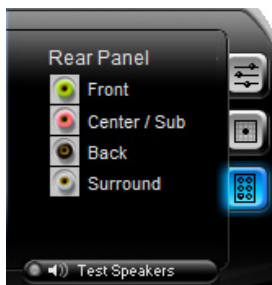 Rear Panel
Front
Center / Sub
Back
Surround
Test Speakers